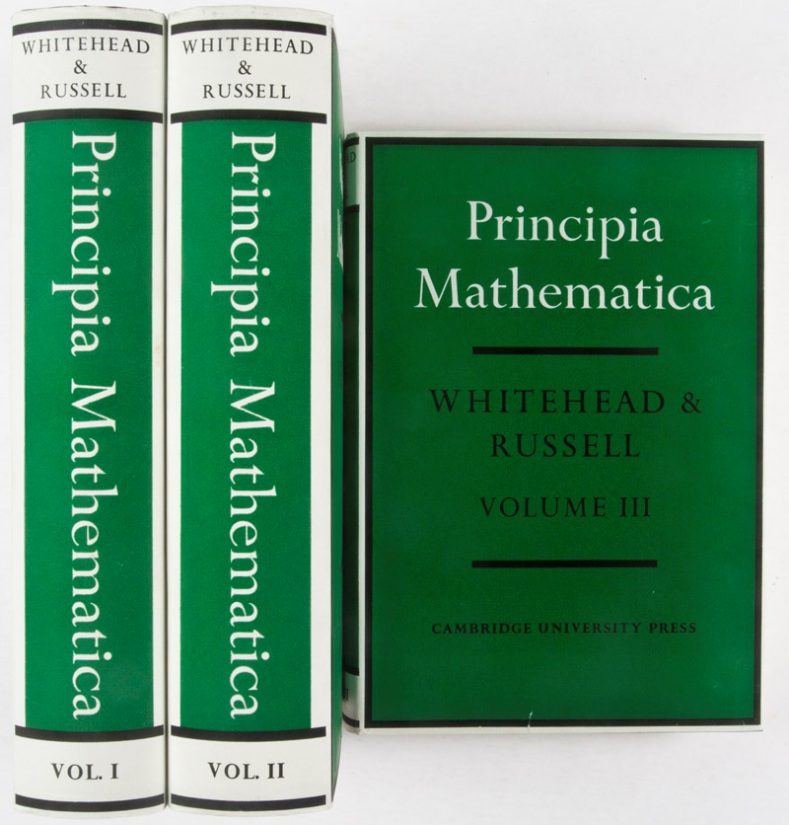 WHITEHEAD
&
RUSSELL
Principia Mathematica
VOL. I
WHITEHEAD
&
RUSSELL
Principia Mathematica
VOL. II
Principia
Mathematica
WHITEHEAD &
RUSSELL
VOLUME III
CAMBRIDGE UNIVERSITY PRESS